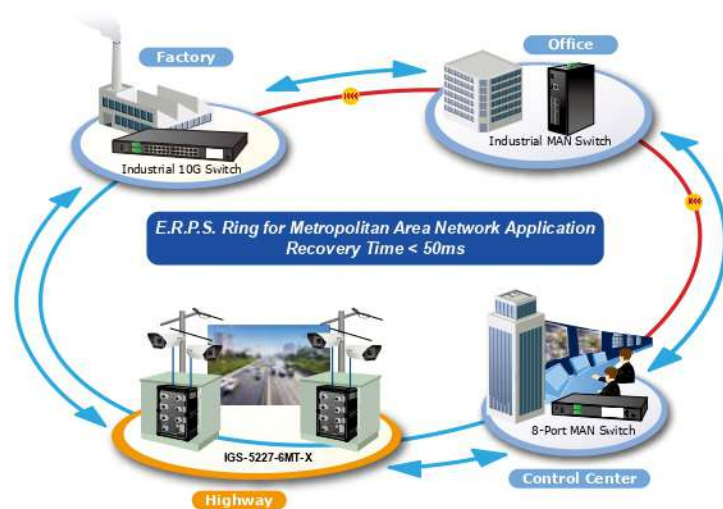 Factory
Office
Industrial 10G Switch
Industrial MAN Switch
E.R.P.S. Ring for Metropolitan Area Network Application
Recovery Time < 50ms
IGS-5227-6MT-X
8-Port MAN Switch
Highway
Control Center